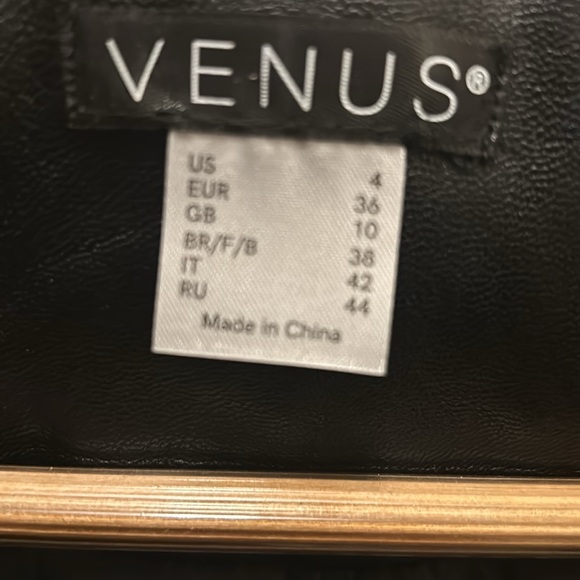 VENUS®
US 4
EUR 36
GB 10
BR/F/B 38
IT 42
RU 44
Made in China